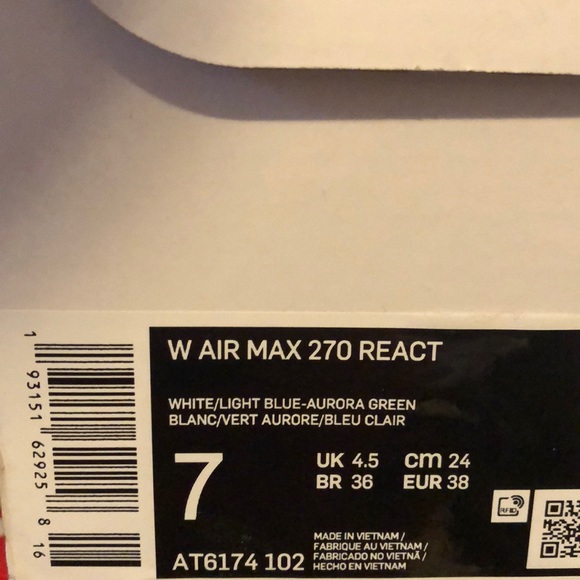 W AIR MAX 270 REACT
WHITE/LIGHT BLUE-AURORA GREEN
BLANC/VERT AURORE/BLEU CLAIR
7
UK 4.5 cm 24
BR 36 EUR 38
MADE IN VIETNAM /
FABRIQUE AU VIETNAM /
FABRICADO NO VIETNÃ /
HECHO EN VIETNAM
AT6174 102
RFID
1 93151 62925 8 16